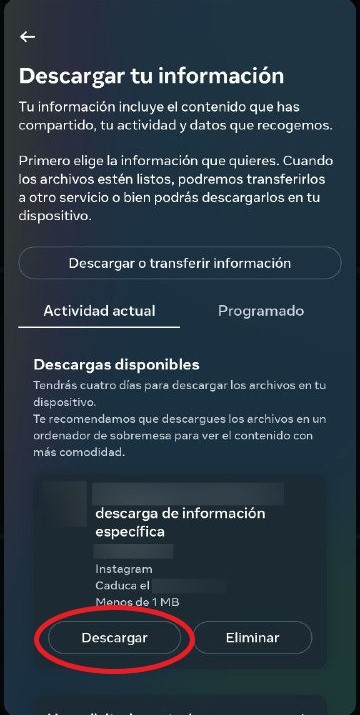 Descargar tu información
Tu información incluye el contenido que has
compartido, tu actividad y datos que recogemos.
Primero elige la información que quieres. Cuando
los archivos estén listos, podremos transferirlos
a otro servicio o bien podrás descargarlos en tu
dispositivo.
Descargar o transferir información
Actividad actual
Programado
Descargas disponibles
Tendrás cuatro días para descargar los archivos en tu
dispositivo.
Te recomendamos que descargues los archivos en un
ordenador de sobremesa para ver el contenido con
más comodidad.
descarga de información
específica
Instagram
Caduca el
Menos de 1 MB
Descargar
Eliminar